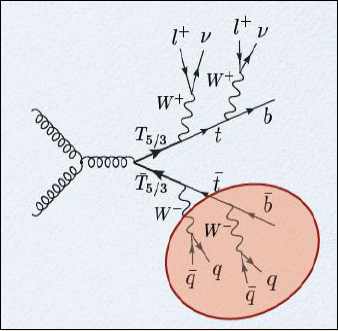 l⁺ ν l⁺ ν
W⁺ W⁺
T₅/₃ t b
T̄₅/₃ t̄ b̄
W⁻ W⁻
q̄ q q̄ q